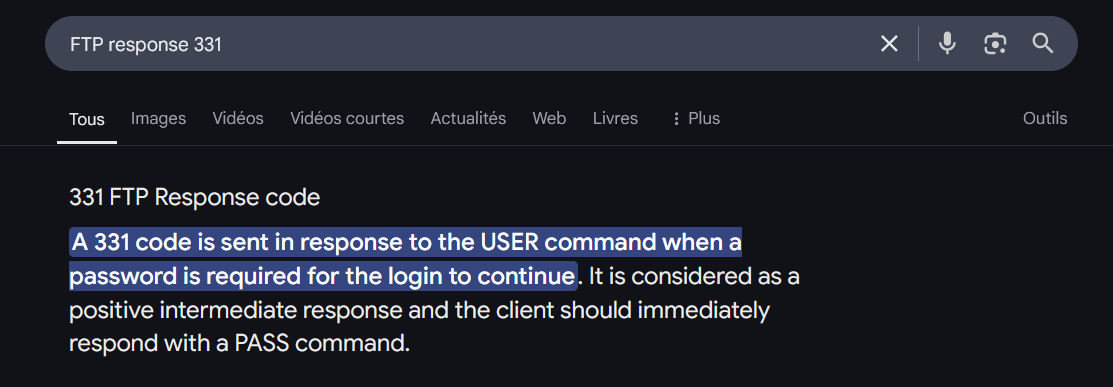 FTP response 331
Tous Images Vidéos Vidéos courtes Actualités Web Livres Plus Outils
331 FTP Response code
A 331 code is sent in response to the USER command when a
password is required for the login to continue. It is considered as a
positive intermediate response and the client should immediately
respond with a PASS command.